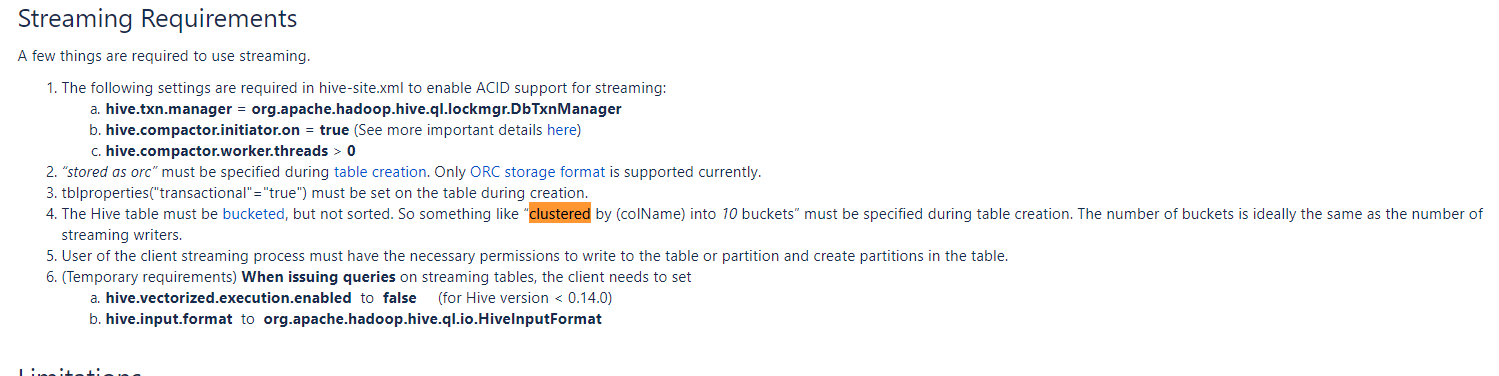 Streaming Requirements
A few things are required to use streaming.
1. The following settings are required in hive-site.xml to enable ACID support for streaming:
a. hive.txn.manager = org.apache.hadoop.hive.ql.lockmgr.DbTxnManager
b. hive.compactor.initiator.on = true (See more important details here)
c. hive.compactor.worker.threads > 0
2. “stored as orc” must be specified during table creation. Only ORC storage format is supported currently.
3. tblproperties("transactional"="true") must be set on the table during creation.
4. The Hive table must be bucketed, but not sorted. So something like “clustered by (colName) into 10 buckets” must be specified during table creation. The number of buckets is ideally the same as the number of
streaming writers.
5. User of the client streaming process must have the necessary permissions to write to the table or partition and create partitions in the table.
6. (Temporary requirements) When issuing queries on streaming tables, the client needs to set
a. hive.vectorized.execution.enabled to false (for Hive version < 0.14.0)
b. hive.input.format to org.apache.hadoop.hive.ql.io.HiveInputFormat
Limitations